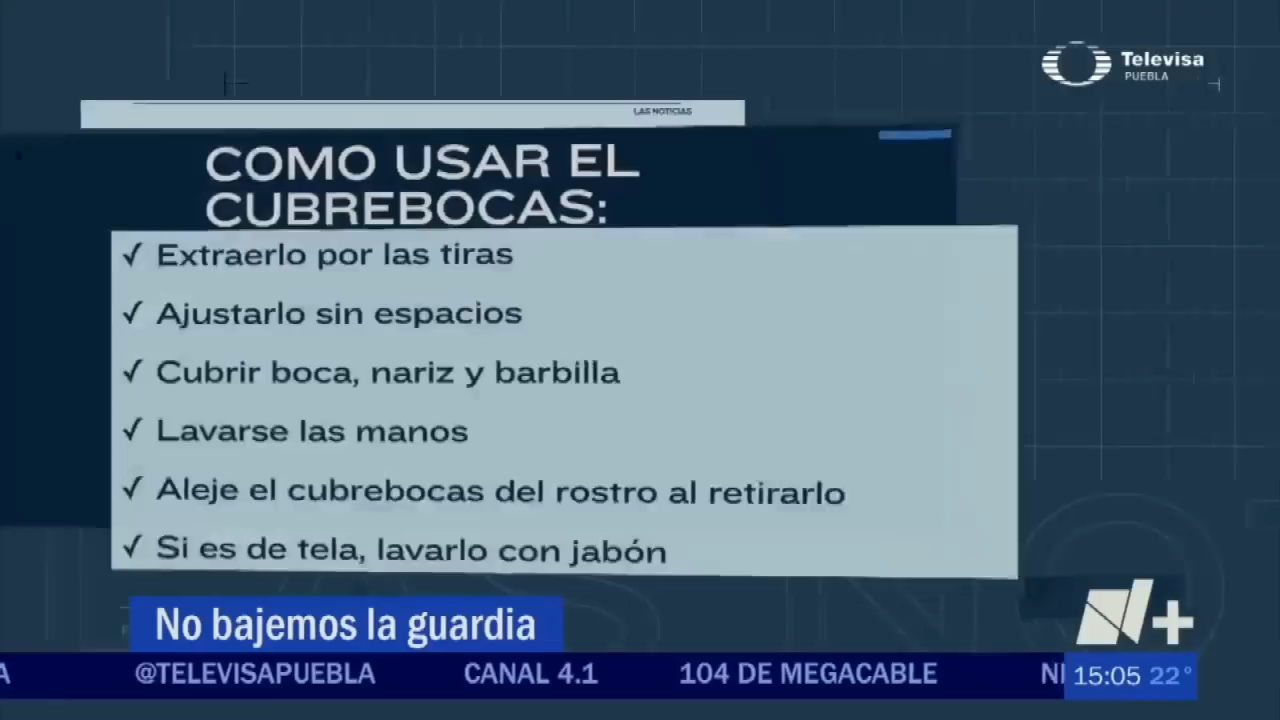 Televisa
PUEBLA
LAS NOTICIAS
COMO USAR EL
CUBREBOCAS:
✓ Extraerlo por las tiras
✓ Ajustarlo sin espacios
✓ Cubrir boca, nariz y barbilla
✓ Lavarse las manos
✓ Aleje el cubrebocas del rostro al retirarlo
✓ Si es de tela, lavarlo con jabón
No bajemos la guardia
N+
A @TELEVISAPUEBLA CANAL 4.1 104 DE MEGACABLE
15:05 22°